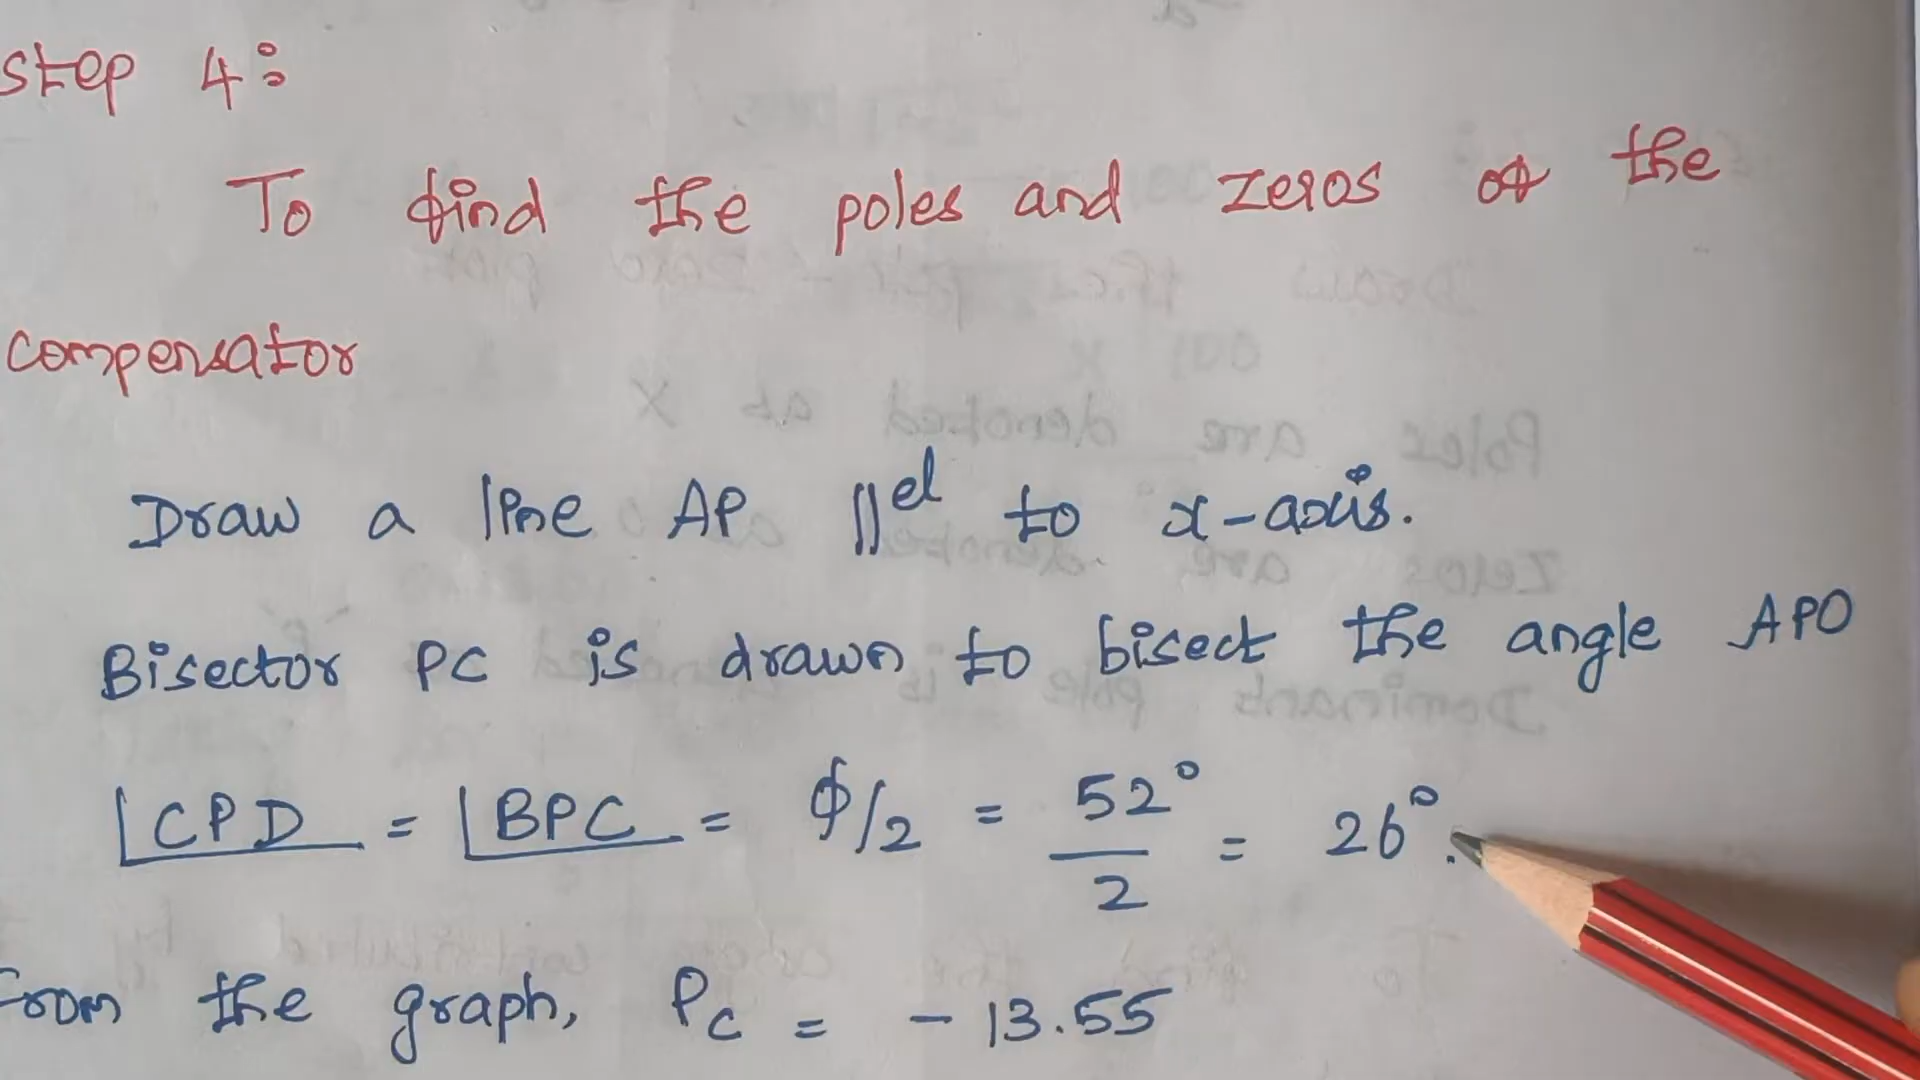 Step 4:
To find the poles and zeros of the
compensator
Draw a line AP ||el to x-axis.
Bisector PC is drawn to bisect the angle APO
∠CPD = ∠BPC = φ/2 = 52°/2 = 26°.
From the graph, Pc = -13.55